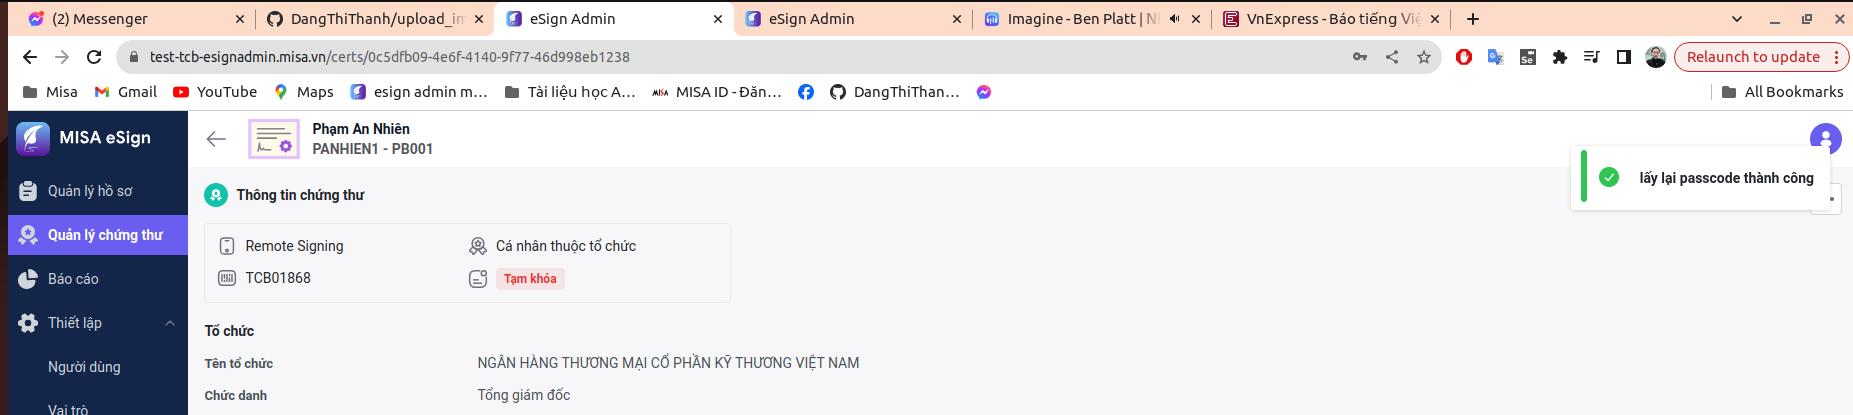 (2) Messenger
DangThiThanh/upload_im
eSign Admin
eSign Admin
Imagine - Ben Platt | N
VnExpress - Báo tiếng Việ
test-tcb-esignadmin.misa.vn/certs/0c5dfb09-4e6f-4140-9f77-46d998eb1238
Relaunch to update
Misa
Gmail
YouTube
Maps
esign admin m...
Tài liệu học A...
MISA ID - Đăn...
DangThiThan...
All Bookmarks
MISA eSign
Phạm An Nhiên
PANHIEN1 - PB001
lấy lại passcode thành công
Quản lý hồ sơ
Quản lý chứng thư
Báo cáo
Thiết lập
Người dùng
Vai trò
Thông tin chứng thư
Remote Signing
Cá nhân thuộc tổ chức
TCB01868
Tạm khóa
Tổ chức
Tên tổ chức
NGÂN HÀNG THƯƠNG MẠI CỔ PHẦN KỸ THƯƠNG VIỆT NAM
Chức danh
Tổng giám đốc